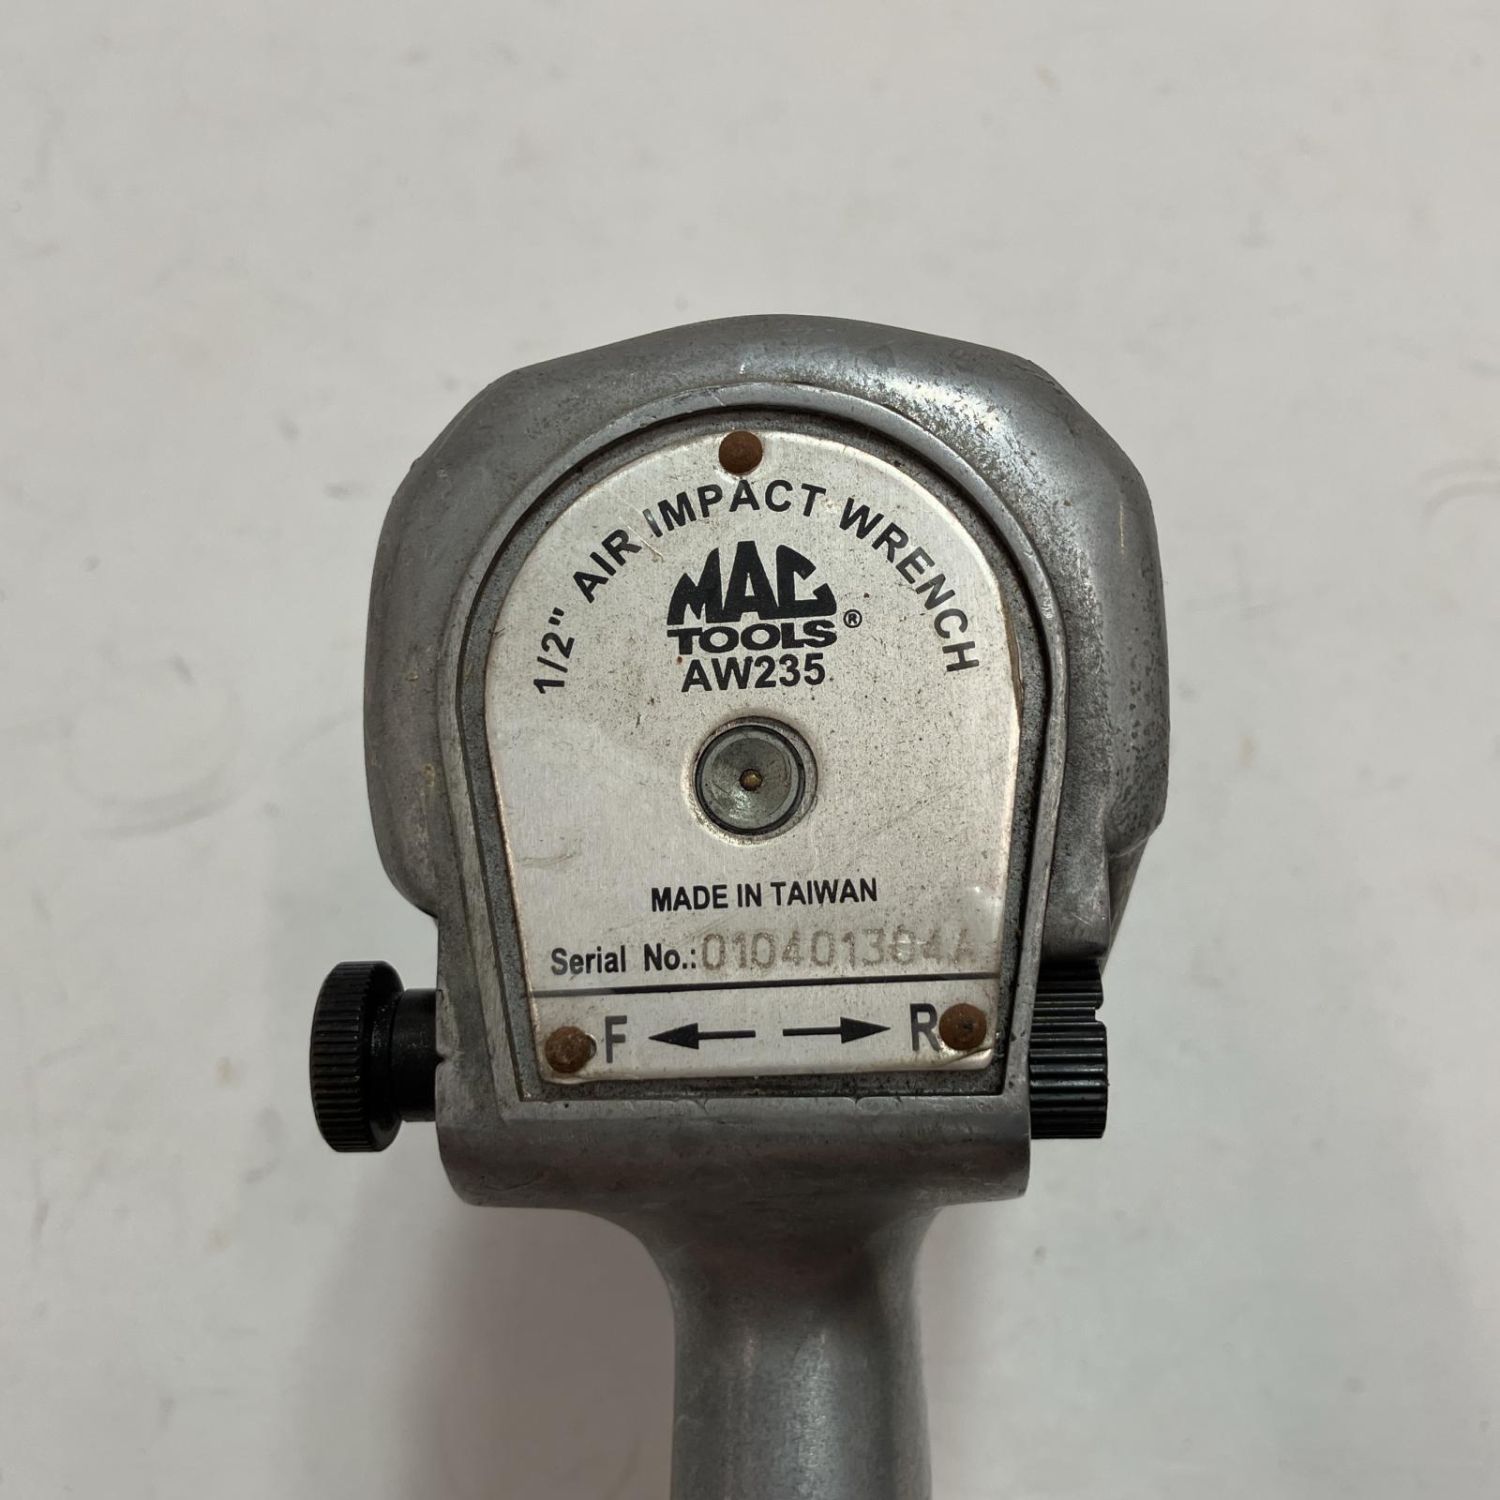 1/2" AIR IMPACT WRENCH
MAC
TOOLS®
AW235
MADE IN TAIWAN
Serial No.: 010401304A
F R